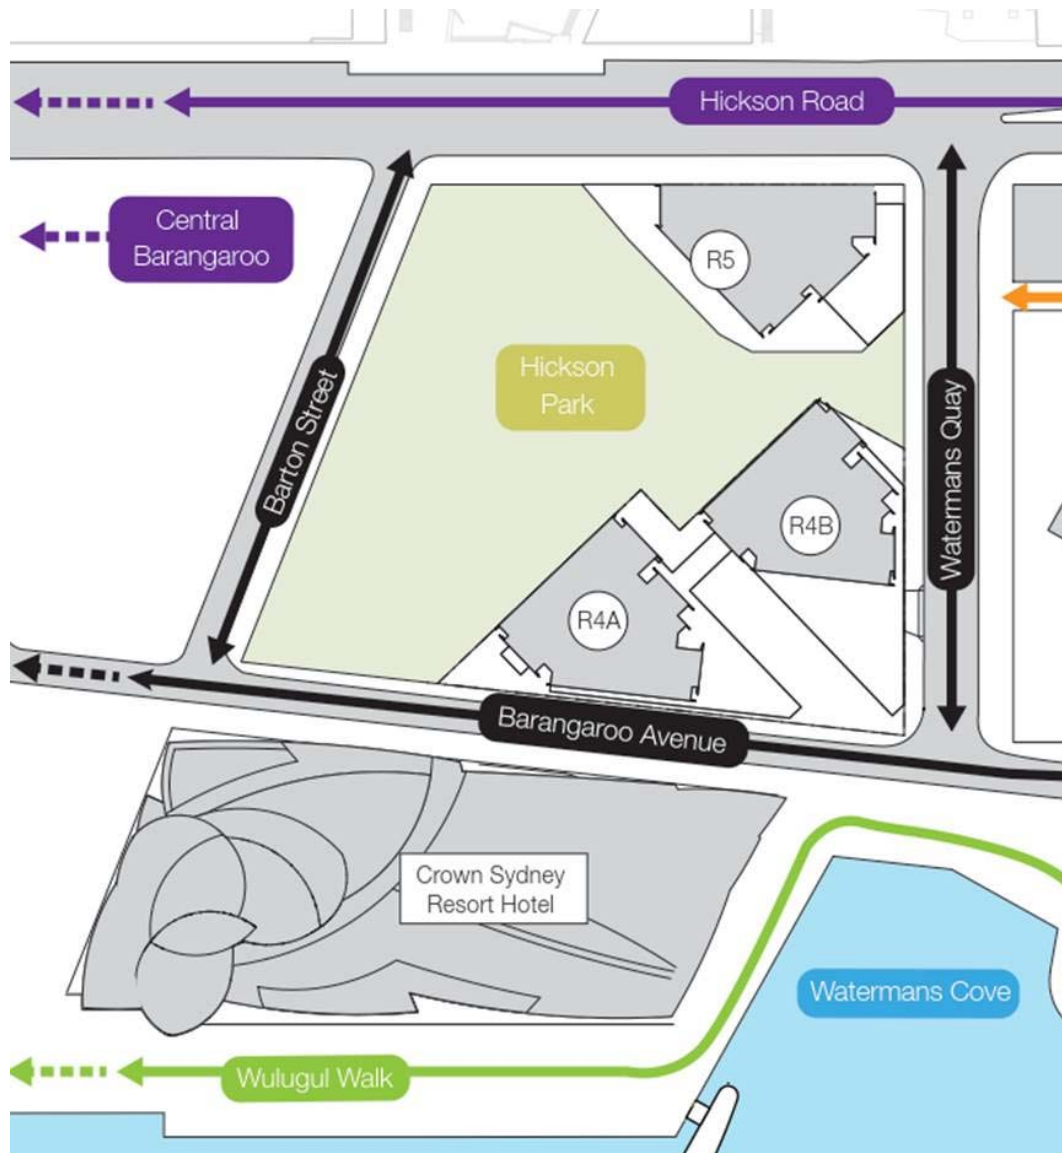 Hickson Road
Central
Barangaroo
R5
Hickson
Park
Barton Street
Watermans Quay
R4B
R4A
Barangaroo Avenue
Crown Sydney
Resort Hotel
Watermans Cove
Wulugul Walk